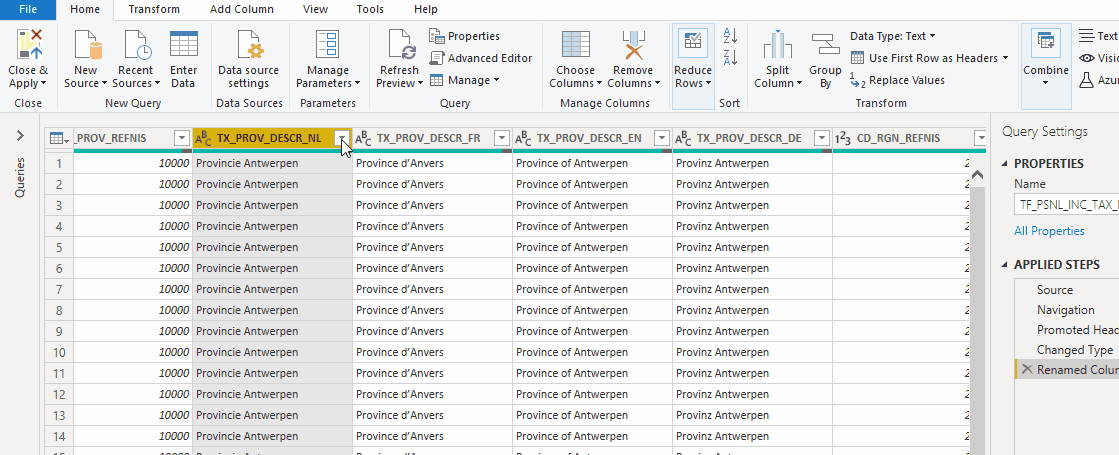 File Home Transform Add Column View Tools Help
Close & Apply
New Source
Recent Sources
Enter Data
Data source settings
Manage Parameters
Refresh Preview
Properties
Advanced Editor
Manage
Choose Columns
Remove Columns
Reduce Rows
Split Column
Group By
Data Type: Text
Use First Row as Headers
Replace Values
Combine
Text
Visi
Azur
Close New Query Data Sources Parameters Query Manage Columns Sort Transform
Queries
_PROV_REFNIS TX_PROV_DESCR_NL TX_PROV_DESCR_FR TX_PROV_DESCR_EN TX_PROV_DESCR_DE CD_RGN_REFNIS
1 10000 Provincie Antwerpen Province d’Anvers Province of Antwerpen Provinz Antwerpen 2
2 10000 Provincie Antwerpen Province d’Anvers Province of Antwerpen Provinz Antwerpen 2
3 10000 Provincie Antwerpen Province d’Anvers Province of Antwerpen Provinz Antwerpen 2
4 10000 Provincie Antwerpen Province d’Anvers Province of Antwerpen Provinz Antwerpen 2
5 10000 Provincie Antwerpen Province d’Anvers Province of Antwerpen Provinz Antwerpen 2
6 10000 Provincie Antwerpen Province d’Anvers Province of Antwerpen Provinz Antwerpen 2
7 10000 Provincie Antwerpen Province d’Anvers Province of Antwerpen Provinz Antwerpen 2
8 10000 Provincie Antwerpen Province d’Anvers Province of Antwerpen Provinz Antwerpen 2
9 10000 Provincie Antwerpen Province d’Anvers Province of Antwerpen Provinz Antwerpen 2
10 10000 Provincie Antwerpen Province d’Anvers Province of Antwerpen Provinz Antwerpen 2
11 10000 Provincie Antwerpen Province d’Anvers Province of Antwerpen Provinz Antwerpen 2
12 10000 Provincie Antwerpen Province d’Anvers Province of Antwerpen Provinz Antwerpen 2
13 10000 Provincie Antwerpen Province d’Anvers Province of Antwerpen Provinz Antwerpen 2
14 10000 Provincie Antwerpen Province d’Anvers Province of Antwerpen Provinz Antwerpen 2
Query Settings
PROPERTIES
Name
TF_PSNL_INC_TAX_
All Properties
APPLIED STEPS
Source
Navigation
Promoted Head
Changed Type
Renamed Colu